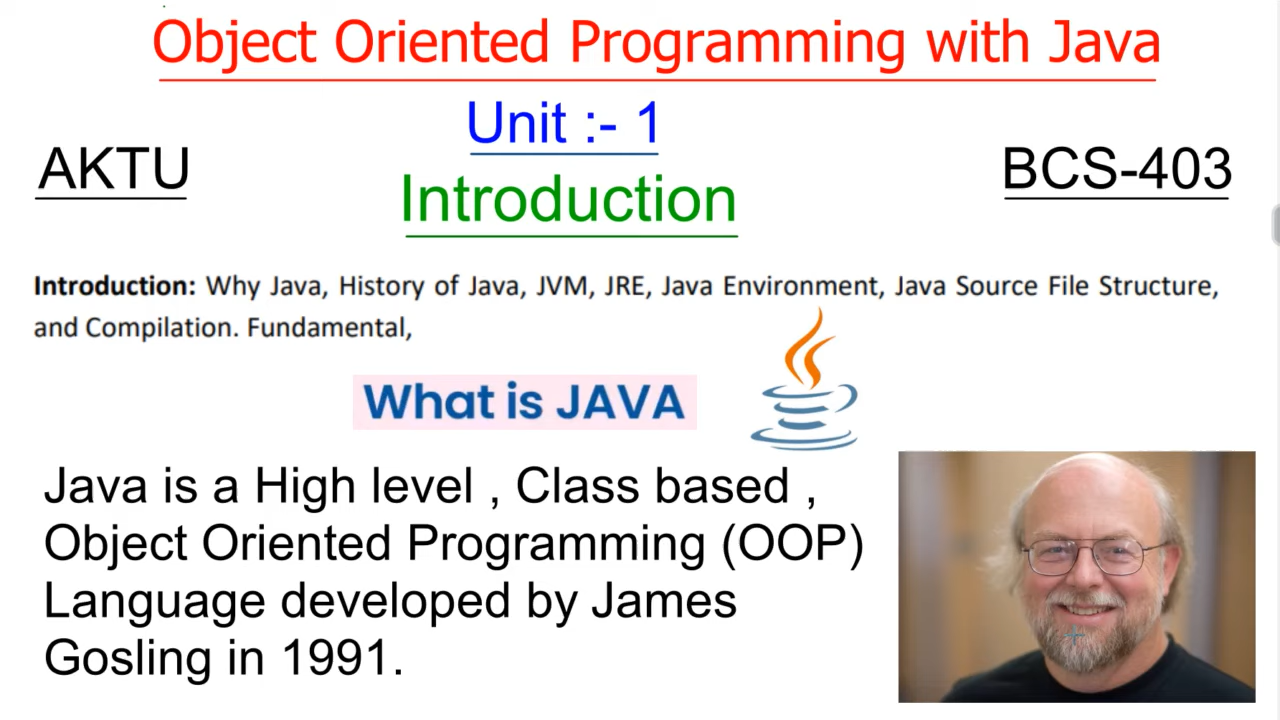 Object Oriented Programming with Java
Unit :- 1
AKTU
BCS-403
Introduction
Introduction: Why Java, History of Java, JVM, JRE, Java Environment, Java Source File Structure,
and Compilation. Fundamental,
What is JAVA
Java is a High level , Class based ,
Object Oriented Programming (OOP)
Language developed by James
Gosling in 1991.